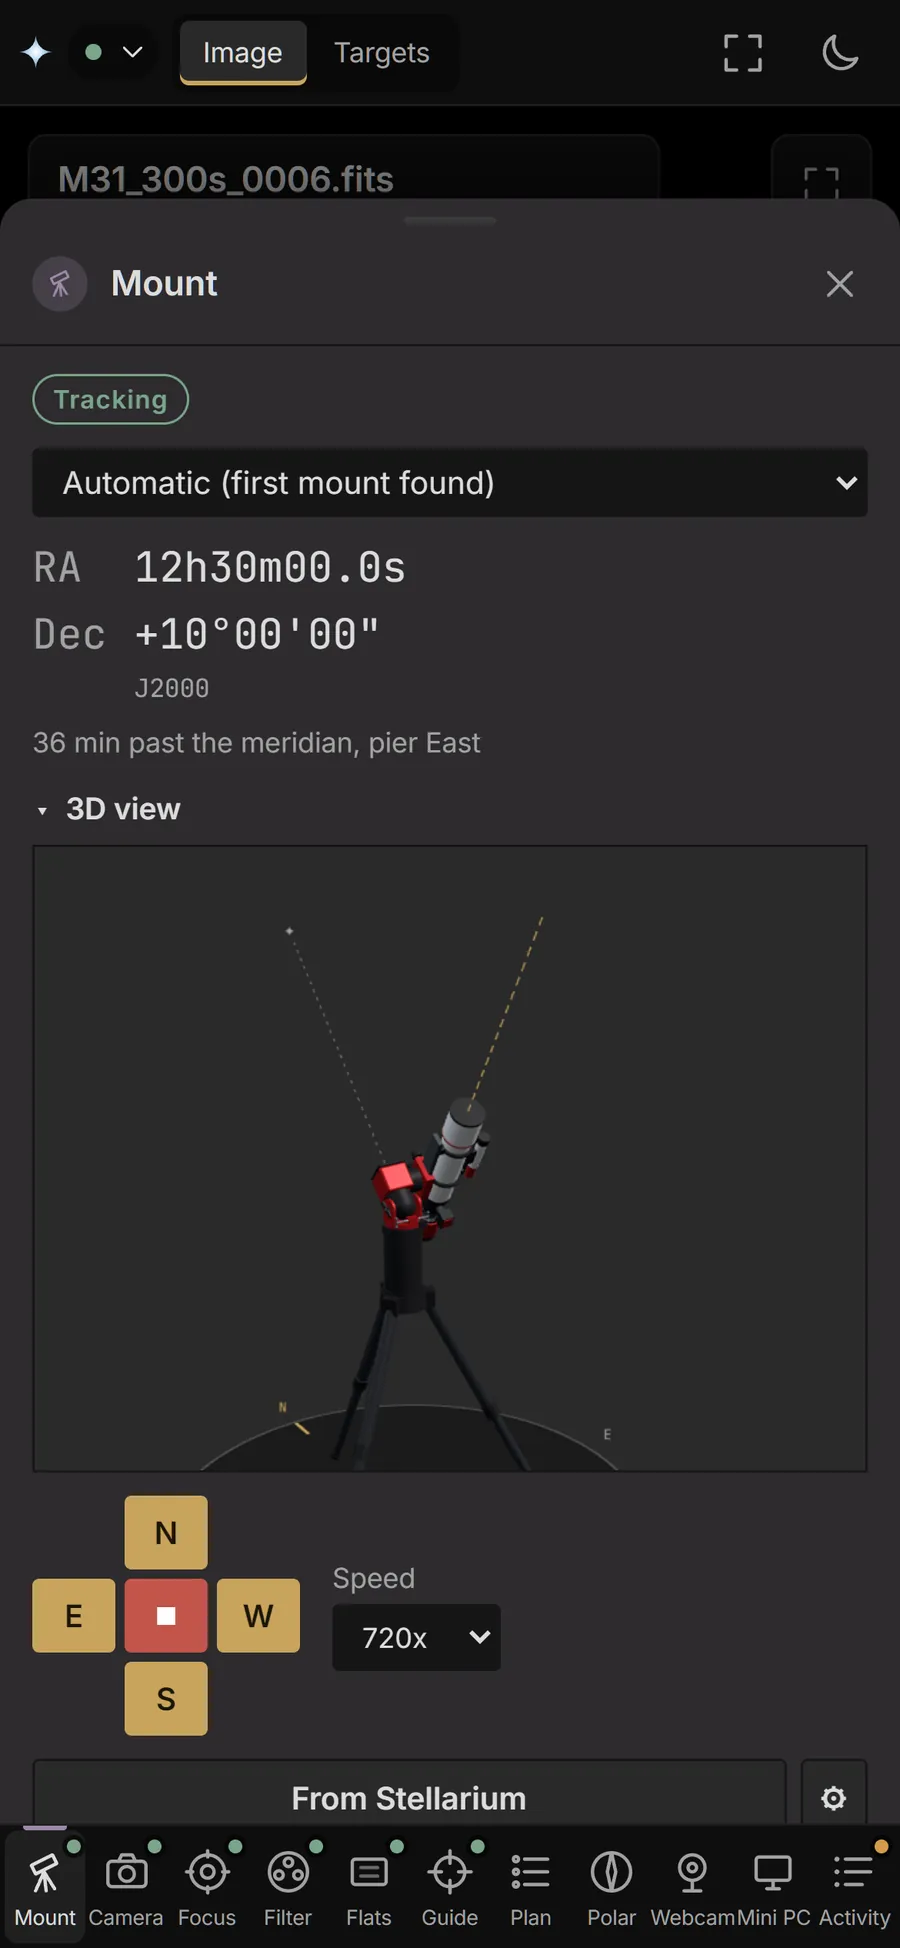 Image Targets
M31_300s_0006.fits
Mount
Tracking
Automatic (first mount found)
RA 12h30m00.0s
Dec +10°00'00"
J2000
36 min past the meridian, pier East
3D view
N
E
N
E W
S
Speed
720x
From Stellarium
Mount Camera Focus Filter Flats Guide Plan Polar Webcam Mini PC Activity